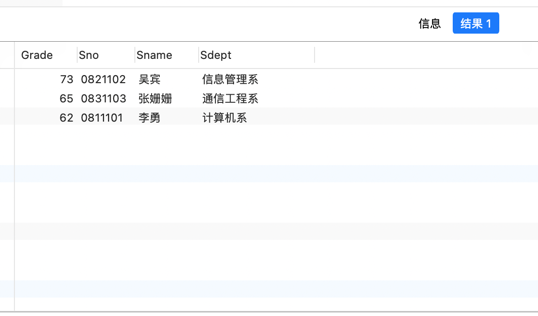 信息 结果 1
Grade Sno Sname Sdept
73 0821102 吴宾 信息管理系
65 0831103 张姗姗 通信工程系
62 0811101 李勇 计算机系